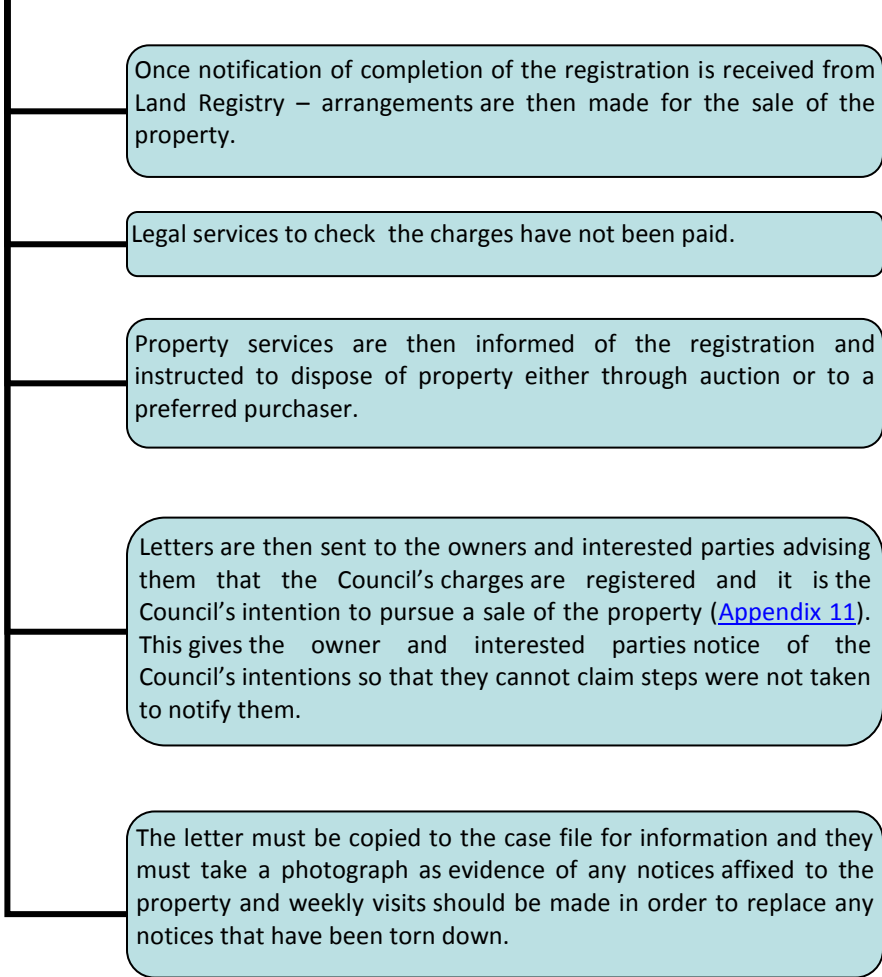 Once notification of completion of the registration is received from
Land Registry – arrangements are then made for the sale of the
property.
Legal services to check the charges have not been paid.
Property services are then informed of the registration and
instructed to dispose of property either through auction or to a
preferred purchaser.
Letters are then sent to the owners and interested parties advising
them that the Council’s charges are registered and it is the
Council’s intention to pursue a sale of the property (Appendix 11).
This gives the owner and interested parties notice of the
Council’s intentions so that they cannot claim steps were not taken
to notify them.
The letter must be copied to the case file for information and they
must take a photograph as evidence of any notices affixed to the
property and weekly visits should be made in order to replace any
notices that have been torn down.